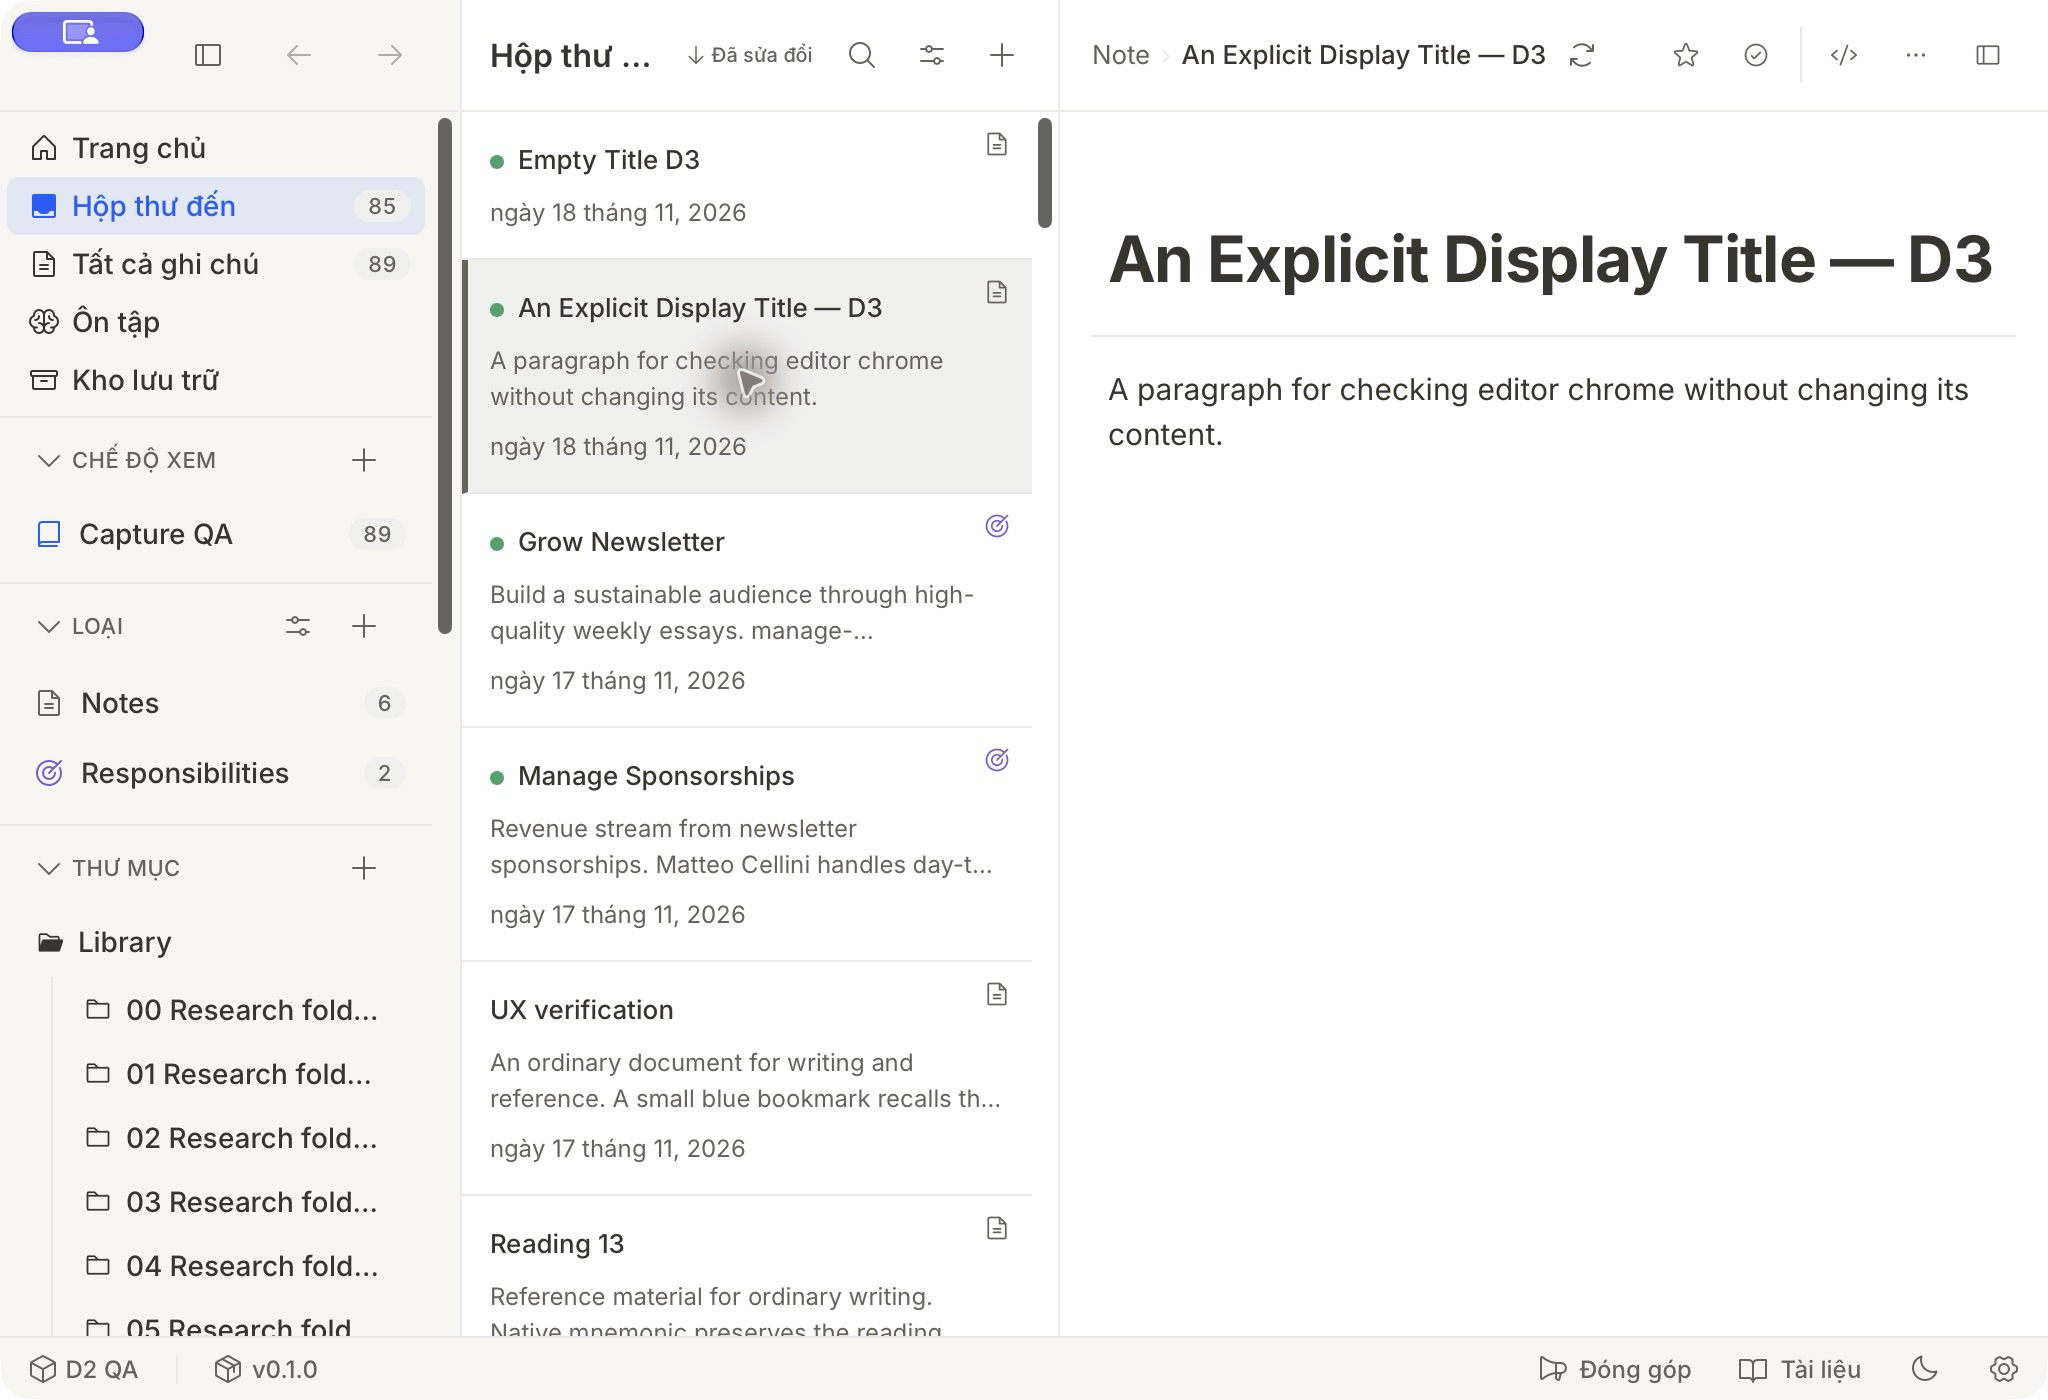 Trang chủ
Hộp thư đến 85
Tất cả ghi chú 89
Ôn tập
Kho lưu trữ
CHẾ ĐỘ XEM
Capture QA 89
LOẠI
Notes 6
Responsibilities 2
THƯ MỤC
Library
00 Research fold...
01 Research fold...
02 Research fold...
03 Research fold...
04 Research fold...
05 Research fold
Hộp thư ... Đã sửa đổi
Empty Title D3
ngày 18 tháng 11, 2026
An Explicit Display Title — D3
A paragraph for checking editor chrome
without changing its content.
ngày 18 tháng 11, 2026
Grow Newsletter
Build a sustainable audience through high-
quality weekly essays. manage-...
ngày 17 tháng 11, 2026
Manage Sponsorships
Revenue stream from newsletter
sponsorships. Matteo Cellini handles day-t...
ngày 17 tháng 11, 2026
UX verification
An ordinary document for writing and
reference. A small blue bookmark recalls th...
ngày 17 tháng 11, 2026
Reading 13
Reference material for ordinary writing.
Native mnemonic preserves the reading
Note › An Explicit Display Title — D3
An Explicit Display Title — D3
A paragraph for checking editor chrome without changing its
content.
D2 QA v0.1.0 Đóng góp Tài liệu